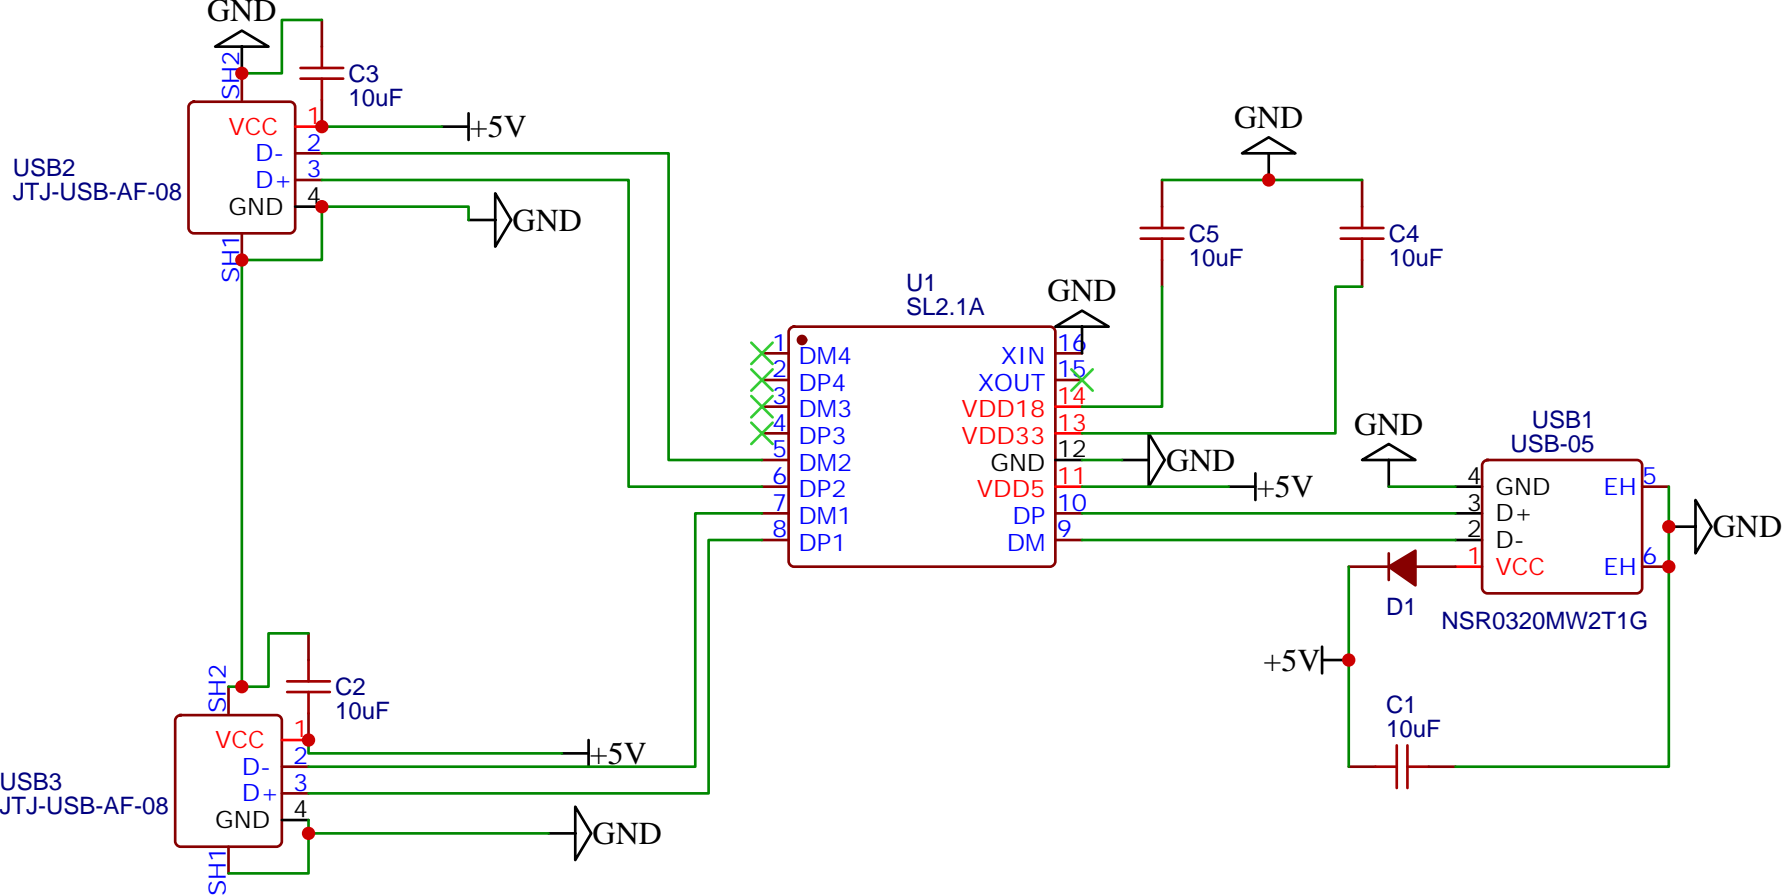 GND
SH2
C3
10uF
VCC
1
+5V
D-
2
D+
3
GND
4
GND
SH1
USB2
JTJ-USB-AF-08
GND
C5
10uF
C4
10uF
U1
SL2.1A
GND
1
DM4
XIN
16
2
DP4
XOUT
15
3
DM3
VDD18
14
4
DP3
VDD33
13
5
DM2
GND
12
GND
6
DP2
VDD5
11
+5V
7
DM1
DP
10
8
DP1
DM
9
GND
USB1
USB-05
4
GND
EH
5
3
D+
GND
2
D-
1
VCC
EH
6
D1
NSR0320MW2T1G
+5V
C1
10uF
SH2
C2
10uF
VCC
1
+5V
D-
2
D+
3
GND
4
GND
SH1
USB3
JTJ-USB-AF-08